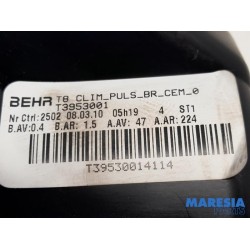 BEHR T8 CLIM_PULS_BR_CEM_0
T3953001
Nr Ctrl:2502 08.03.10 05h19 4 ST1
B.AV:0.4 B.AR: 1.5 A.AV: 47 A.AR:224
T39530014114
MARESIA
PARTS